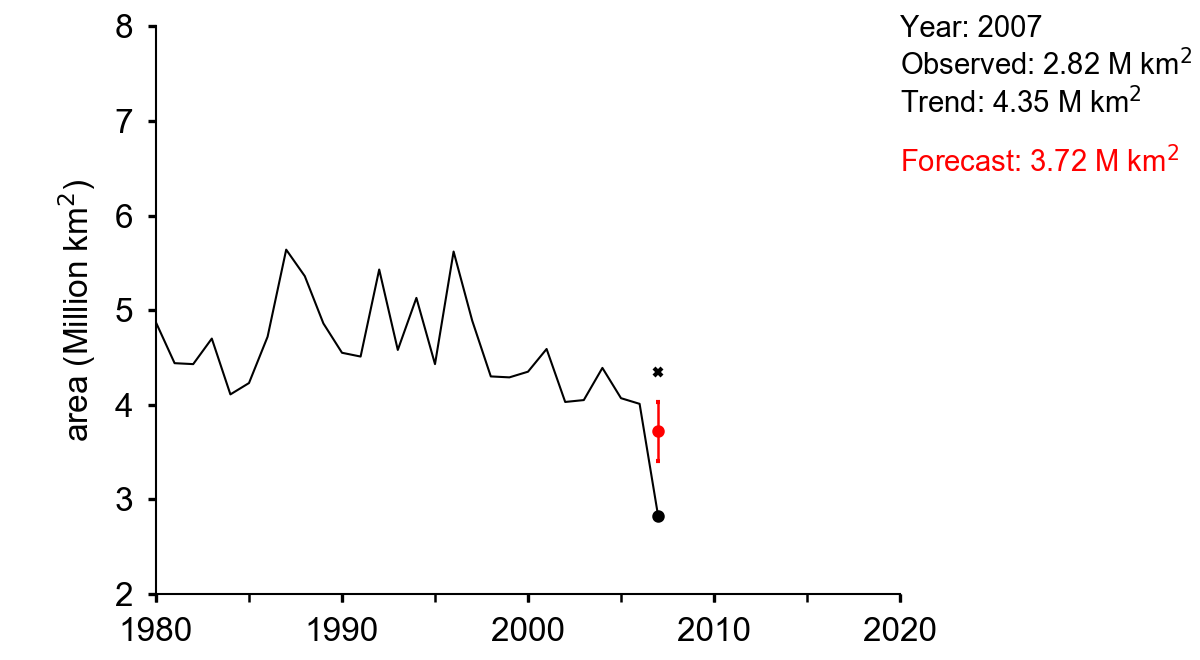 Year: 2007
Observed: 2.82 M km²
Trend: 4.35 M km²
Forecast: 3.72 M km²
area (Million km²)
8
7
6
5
4
3
2
1980 1990 2000 2010 2020